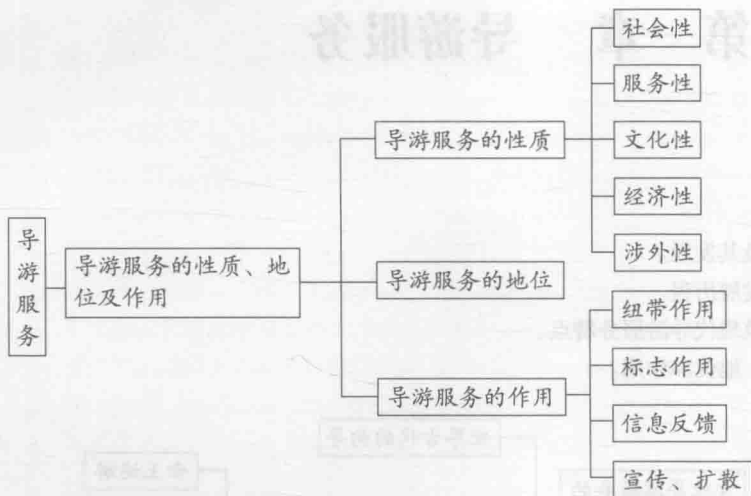 导游服务
导游服务的性质、地
位及作用
导游服务的性质
社会性
服务性
文化性
经济性
涉外性
导游服务的地位
导游服务的作用
纽带作用
标志作用
信息反馈
宣传、扩散